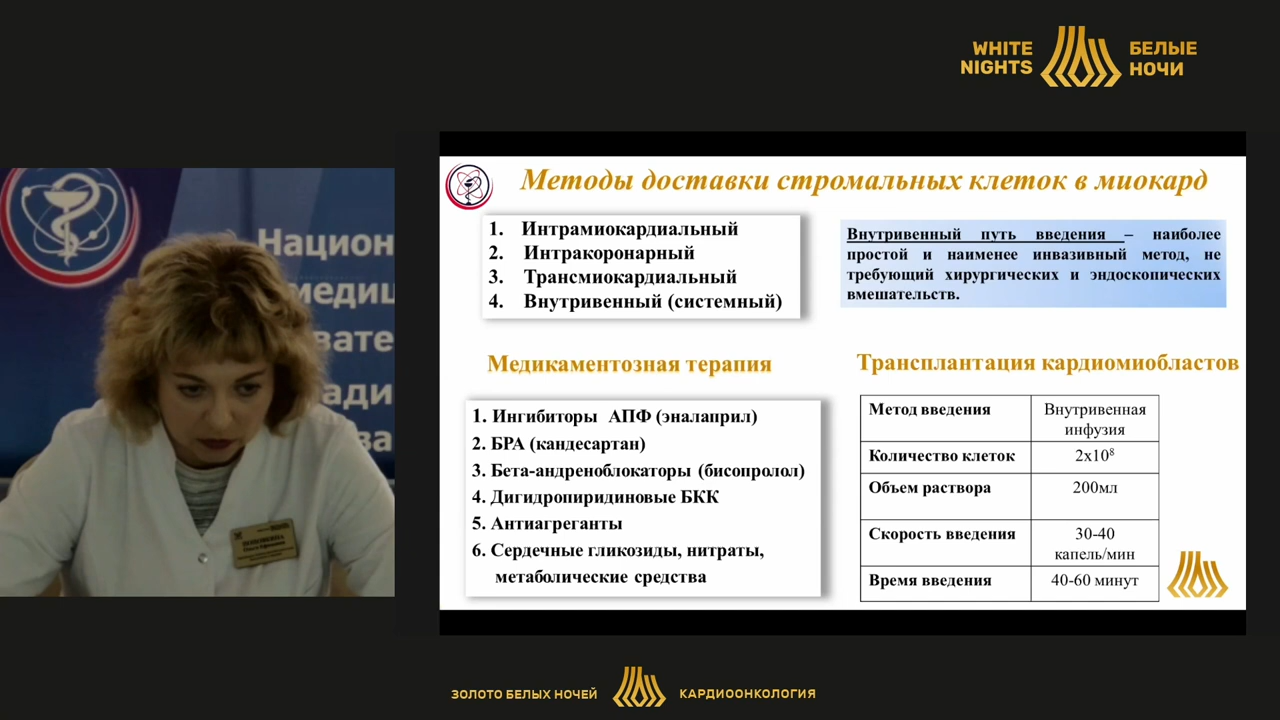 WHITE
NIGHTS
БЕЛЫЕ
НОЧИ
Национ
медиц
вате
ади
ва
Методы доставки стромальных клеток в миокард
1. Интрамиокардиальный
2. Интракоронарный
3. Трансмиокардиальный
4. Внутривенный (системный)
Внутривенный путь введения – наиболее
простой и наименее инвазивный метод, не
требующий хирургических и эндоскопических
вмешательств.
Медикаментозная терапия
1. Ингибиторы АПФ (эналаприл)
2. БРА (кандесартан)
3. Бета-андреноблокаторы (бисопролол)
4. Дигидропиридиновые БКК
5. Антиагреганты
6. Сердечные гликозиды, нитраты,
метаболические средства
Трансплантация кардиомиобластов
Метод введения Внутривенная
инфузия
Количество клеток 2х10⁸
Объем раствора 200мл
Скорость введения 30-40
капель/мин
Время введения 40-60 минут
ЗОЛОТО БЕЛЫХ НОЧЕЙ
КАРДИООНКОЛОГИЯ